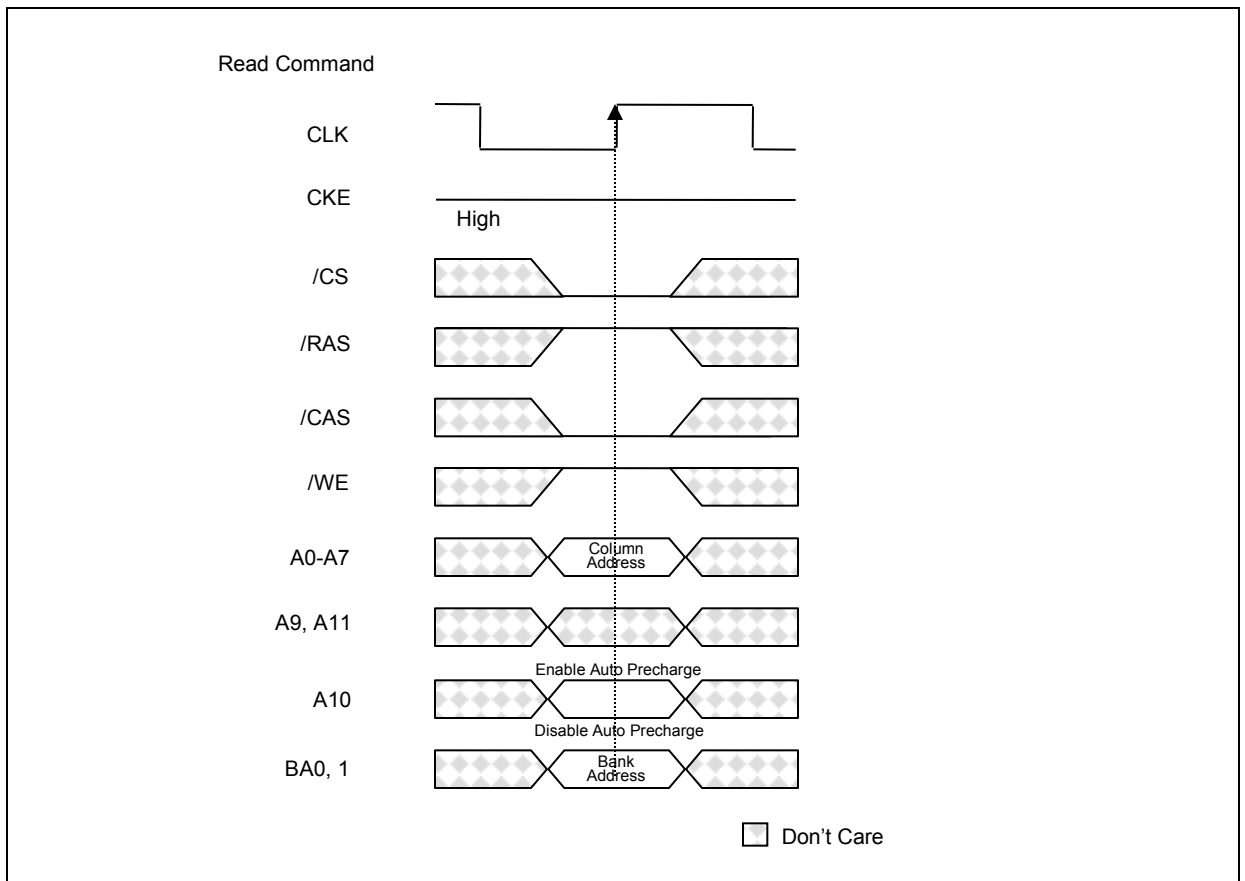 Read Command
CLK
CKE
High
/CS
/RAS
/CAS
/WE
A0-A7
Column
Address
A9, A11
Enable Auto Precharge
A10
Disable Auto Precharge
BA0, 1
Bank
Address
Don't Care